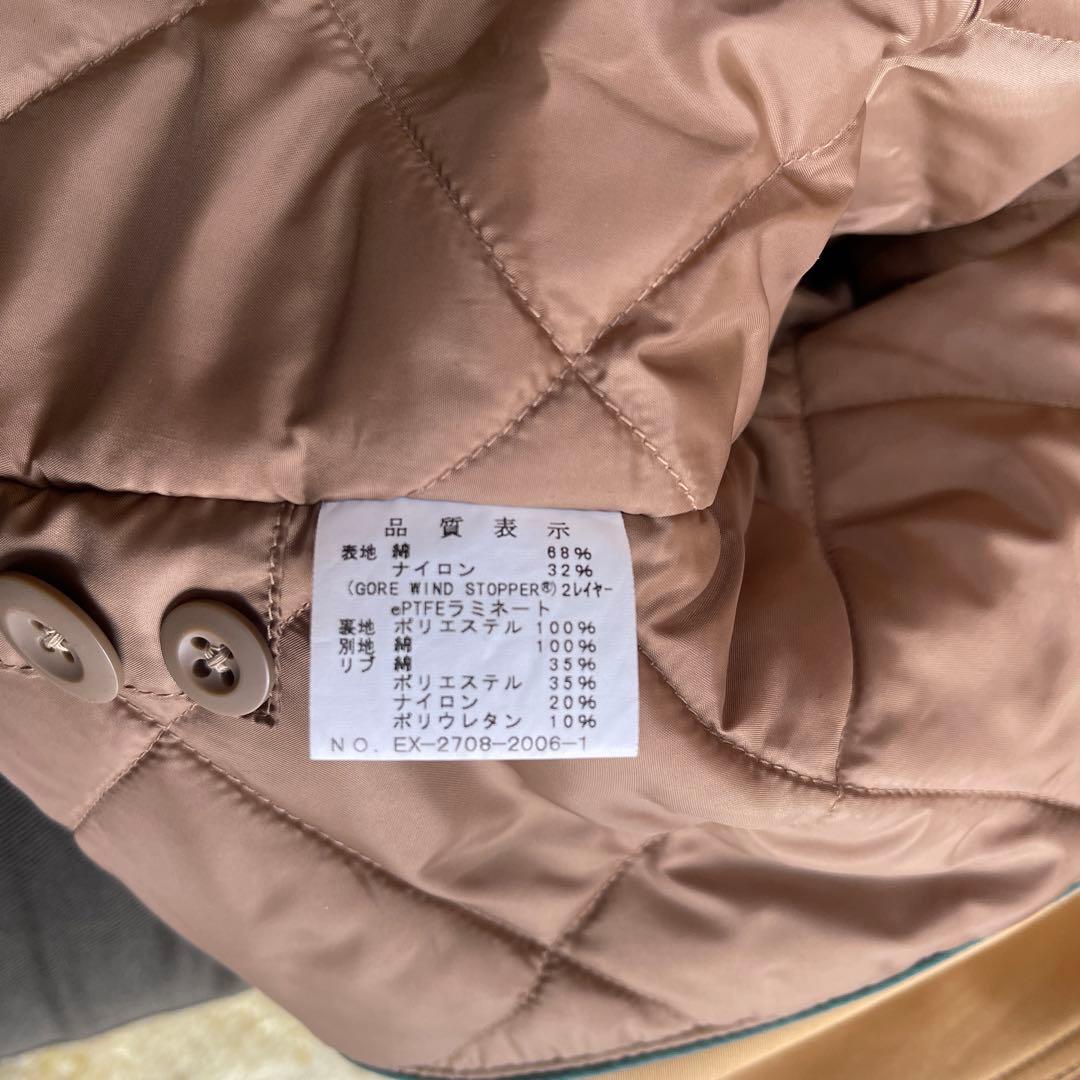 品質表示
表地 綿 68%
ナイロン 32%
(GORE WIND STOPPER®)2レイヤー
ePTFEラミネート
裏地 ポリエステル 100%
別地 綿 100%
リブ 綿 35%
ポリエステル 35%
ナイロン 20%
ポリウレタン 10%
NO. EX-2708-2006-1